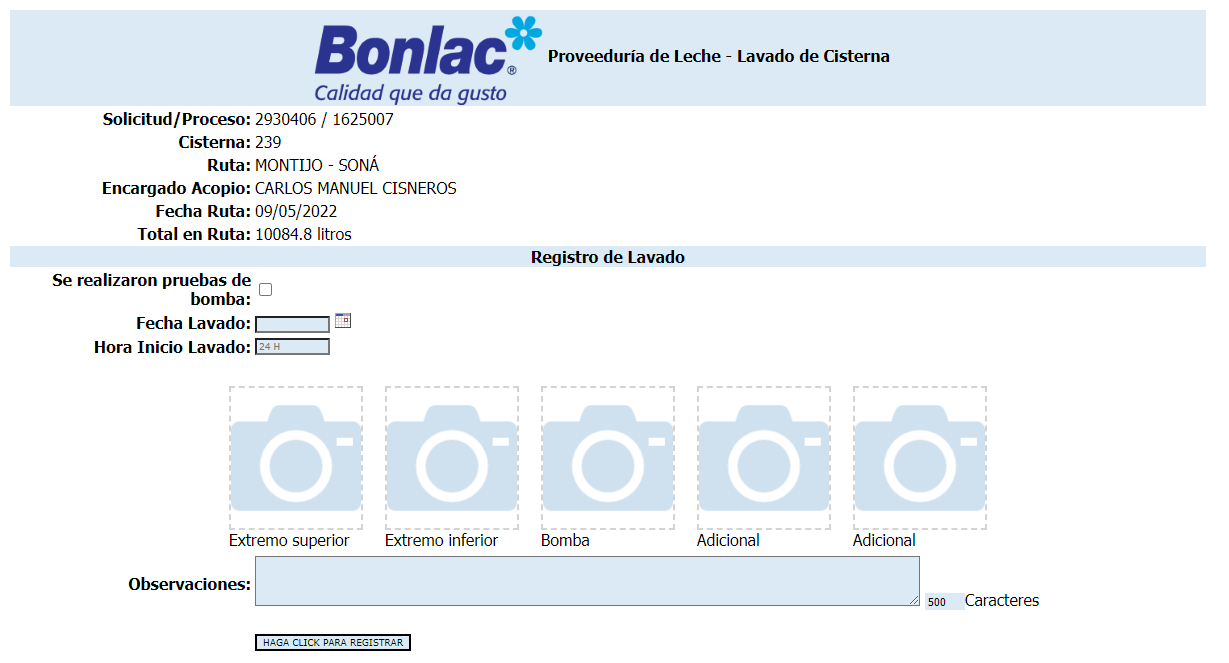 Bonlac®
Calidad que da gusto
Proveeduría de Leche - Lavado de Cisterna
Solicitud/Proceso: 2930406 / 1625007
Cisterna: 239
Ruta: MONTIJO - SONÁ
Encargado Acopio: CARLOS MANUEL CISNEROS
Fecha Ruta: 09/05/2022
Total en Ruta: 10084.8 litros
Registro de Lavado
Se realizaron pruebas de
bomba:
Fecha Lavado:
Hora Inicio Lavado: 24 H
Extremo superior Extremo inferior Bomba Adicional Adicional
Observaciones:
500 Caracteres
HAGA CLICK PARA REGISTRAR